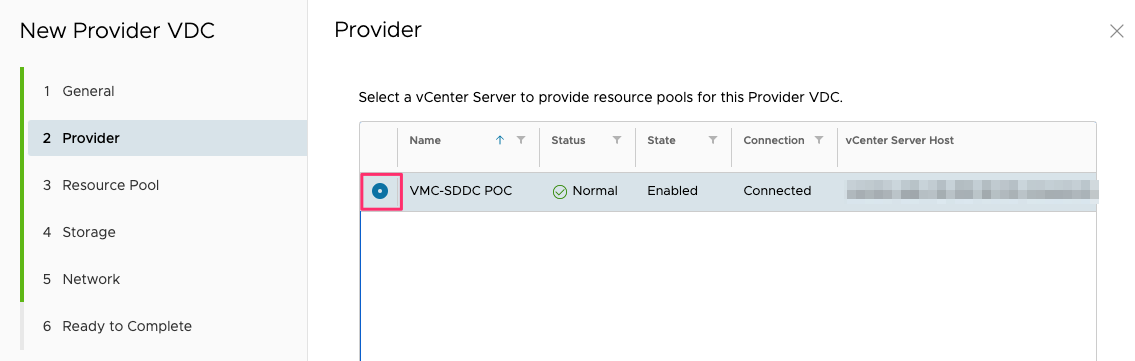 New Provider VDC
1 General
2 Provider
3 Resource Pool
4 Storage
5 Network
6 Ready to Complete
Provider
Select a vCenter Server to provide resource pools for this Provider VDC.
Name Status State Connection vCenter Server Host
VMC-SDDC POC Normal Enabled Connected